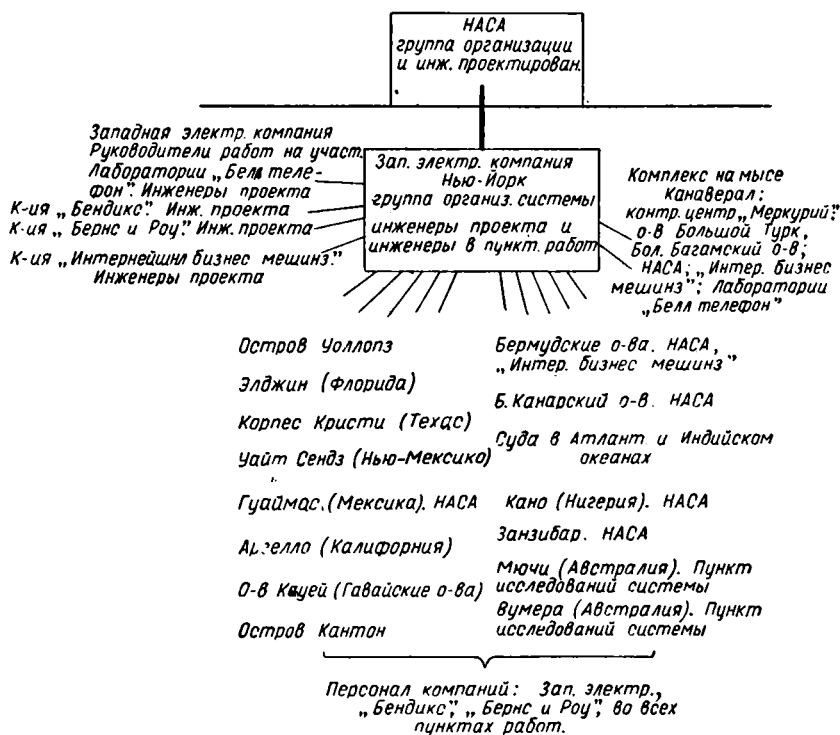 НАСА
группа организации
и инж. проектирован.
Западная электр. компания
Руководители работ на участ.
Лаборатории „Белл теле-
фон". Инженеры проекта
К-ия „Бендикс". Инж. проекта
К-ия „Бернс и Роу". Инж. проекта
К-ия „Интернейшнл бизнес мешинз."
Инженеры проекта
Зап. электр. компания
Нью-Йорк
группа организ. системы
инженеры проекта и
инженеры в пункт. работ
Комплекс на мысе
Канаверал:
контр. центр „Меркурий";
о-в Большой Турк,
Бол. Багамский о-в;
НАСА; „Интер. бизнес
мешинз"; Лаборатории
„Белл телефон"
Остров Уоллопз
Элджин (Флорида)
Корпес Кристи (Техас)
Уайт Сендз (Нью-Мексико)
Гуаймас. (Мексика). НАСА
Аргелло (Калифорния)
О-в Кауей (Гавайские о-ва)
Остров Кантон
Бермудские о-ва. НАСА,
„Интер. бизнес мешинз"
Б. Канарский о-в. НАСА
Суда в Атлант. и Индийском
океанах
Кано (Нигерия). НАСА
Занзибар. НАСА
Мючи (Австралия). Пункт
исследований системы
Вумера (Австралия). Пункт
исследований системы
Персонал компаний: Зап. электр.,
„Бендикс", „Бернс и Роу", во всех
пунктах работ.